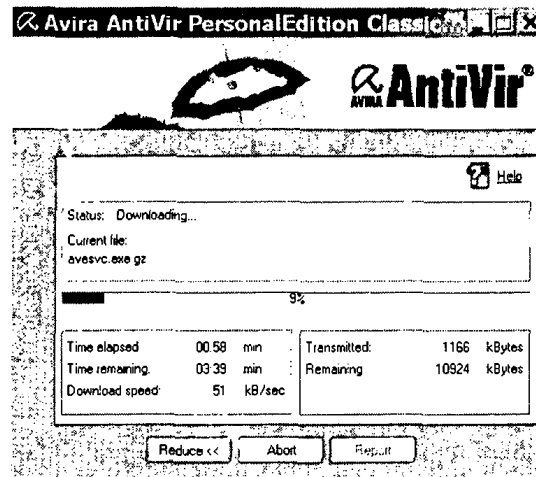 Avira AntiVir PersonalEdition Classic
AVIRA AntiVir®
Help
Status: Downloading...
Current file:
avesvc.exe.gz
9%
Time elapsed 00:58 min
Time remaining: 03:39 min
Download speed: 51 kB/sec
Transmitted: 1166 kBytes
Remaining 10924 kBytes
Reduce << Abort Report